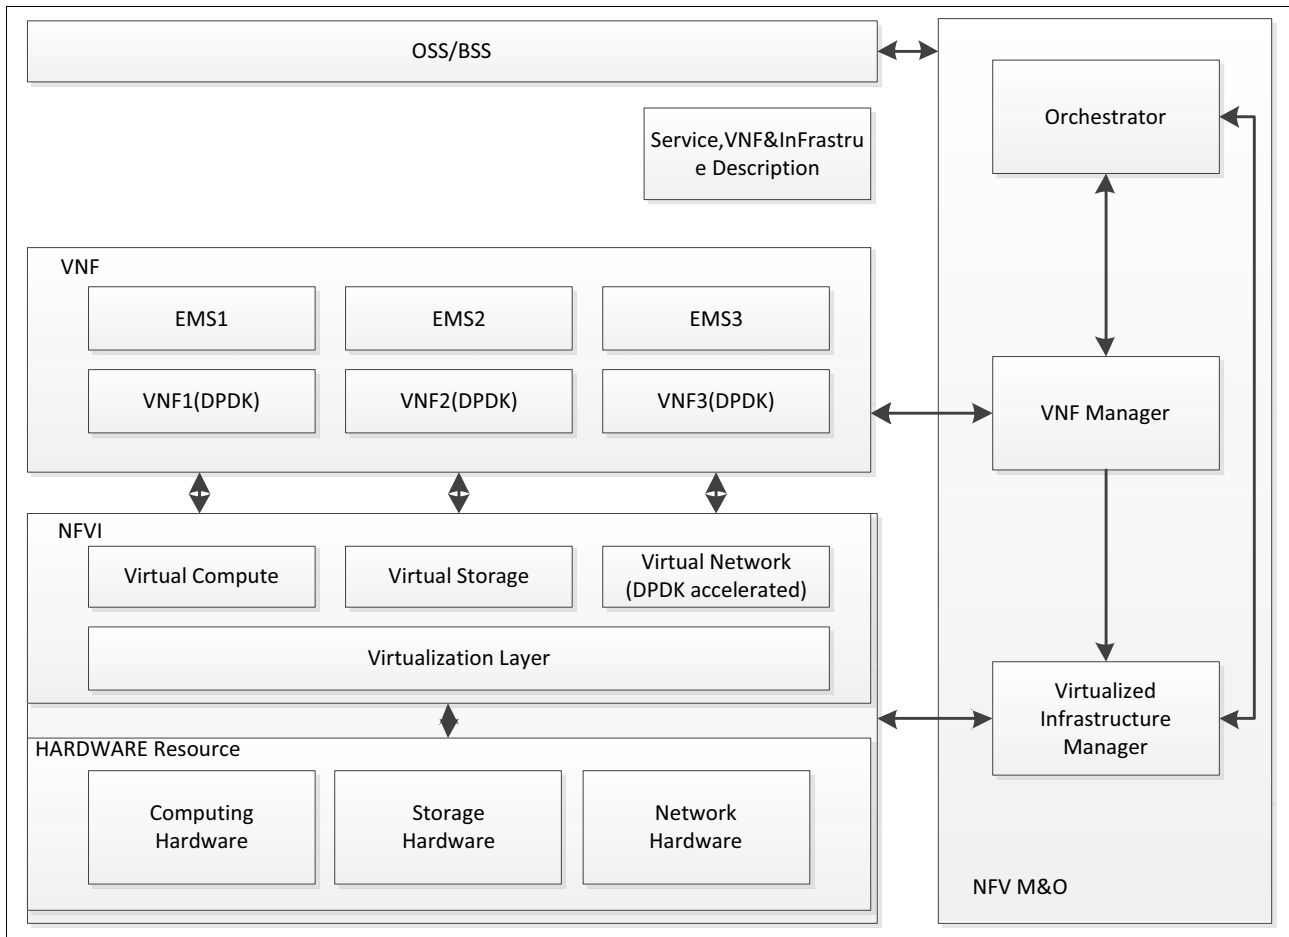 OSS/BSS
Service,VNF&InFrastru
e Description
VNF
EMS1
EMS2
EMS3
VNF1(DPDK)
VNF2(DPDK)
VNF3(DPDK)
NFVI
Virtual Compute
Virtual Storage
Virtual Network
(DPDK accelerated)
Virtualization Layer
HARDWARE Resource
Computing
Hardware
Storage
Hardware
Network
Hardware
Orchestrator
VNF Manager
Virtualized
Infrastructure
Manager
NFV M&O